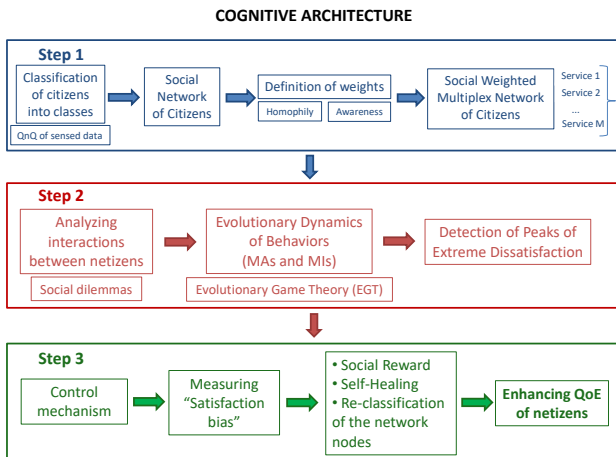 COGNITIVE ARCHITECTURE
Step 1
Classification
of citizens
into classes
QnQ of sensed data
Social
Network
of Citizens
Definition of weights
Homophily
Awareness
Social Weighted
Multiplex Network
of Citizens
Service 1
Service 2
...
Service M
Step 2
Analyzing
interactions
between netizens
Social dilemmas
Evolutionary Dynamics
of Behaviors
(MAs and MIs)
Evolutionary Game Theory (EGT)
Detection of Peaks of
Extreme Dissatisfaction
Step 3
Control
mechanism
Measuring
“Satisfaction
bias”
• Social Reward
• Self-Healing
• Re-classification
of the network
nodes
Enhancing QoE
of netizens